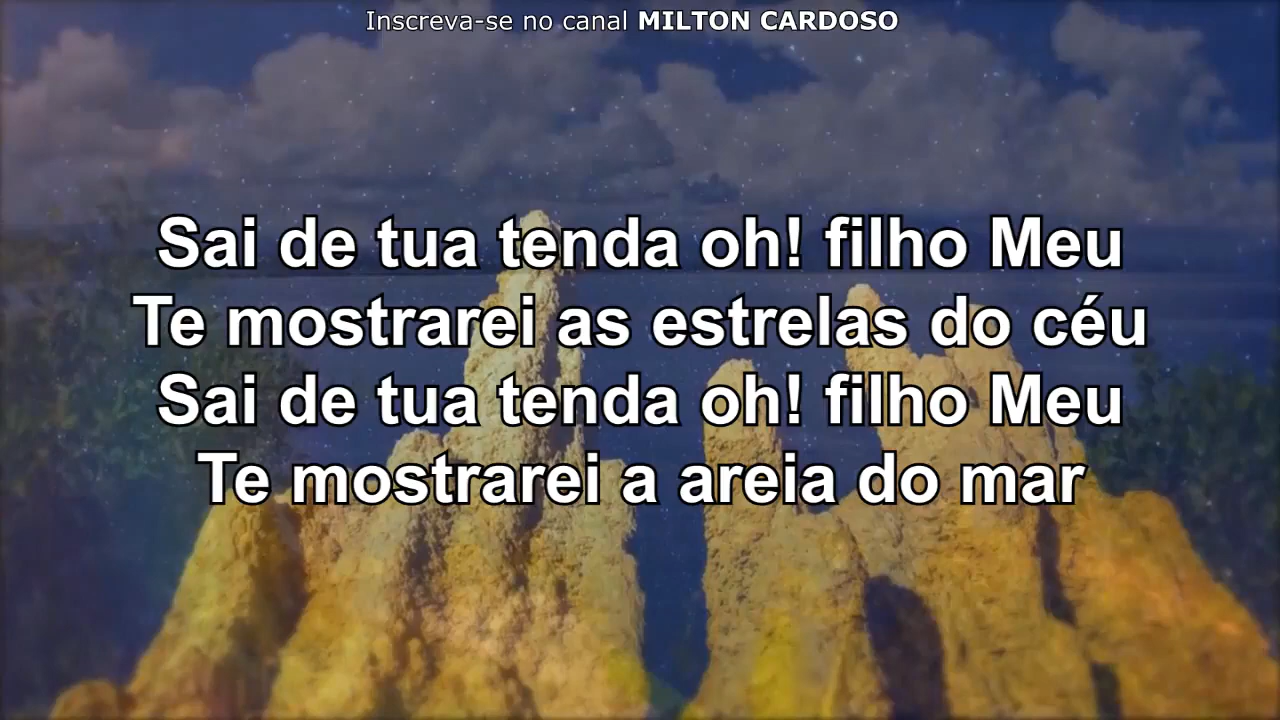 Inscreva-se no canal MILTON CARDOSO
Sai de tua tenda oh! filho Meu
Te mostrarei as estrelas do céu
Sai de tua tenda oh! filho Meu
Te mostrarei a areia do mar